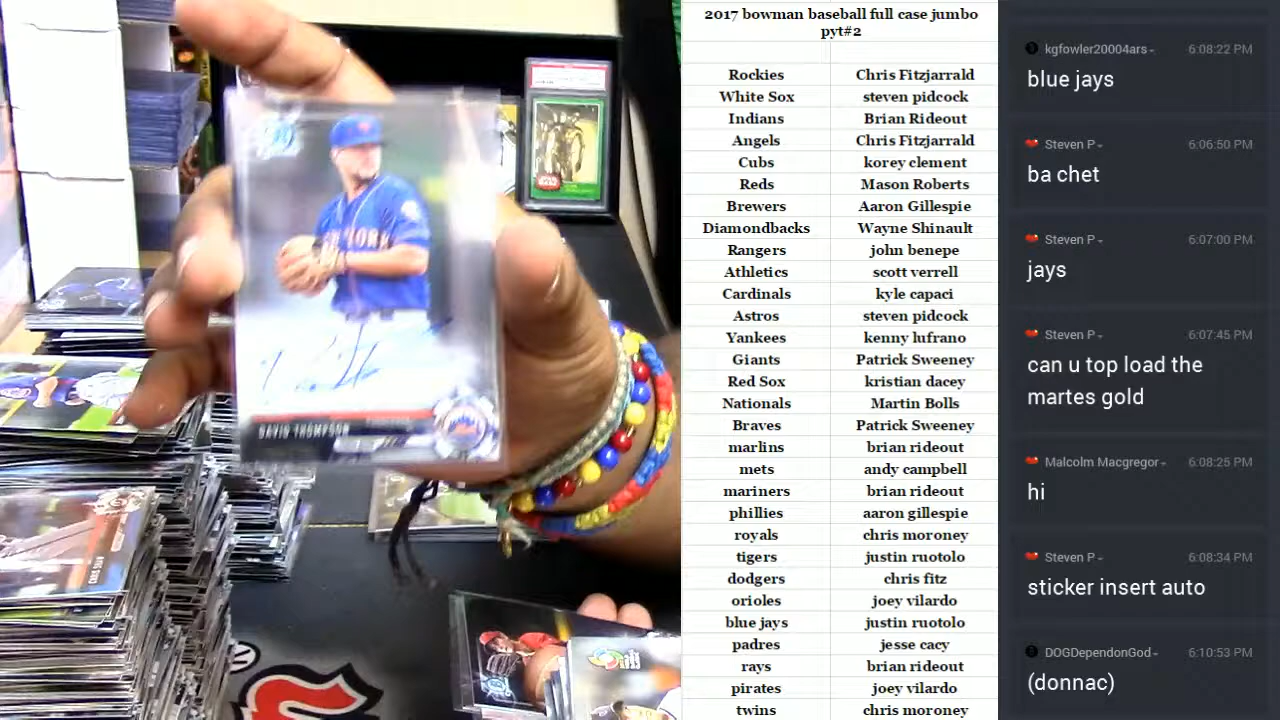 2017 bowman baseball full case jumbo
pyt#2
Rockies Chris Fitzjarrald
White Sox steven pidcock
Indians Brian Rideout
Angels Chris Fitzjarrald
Cubs korey clement
Reds Mason Roberts
Brewers Aaron Gillespie
Diamondbacks Wayne Shinault
Rangers john benepe
Athletics scott verrell
Cardinals kyle capaci
Astros steven pidcock
Yankees kenny lufrano
Giants Patrick Sweeney
Red Sox kristian dacey
Nationals Martin Bolls
Braves Patrick Sweeney
marlins brian rideout
mets andy campbell
mariners brian rideout
phillies aaron gillespie
royals chris moroney
tigers justin ruotolo
dodgers chris fitz
orioles joey vilardo
blue jays justin ruotolo
padres jesse cacy
rays brian rideout
pirates joey vilardo
twins chris moroney
kgfowler20004ars 6:08:22 PM
blue jays
Steven P 6:06:50 PM
ba chet
Steven P 6:07:00 PM
jays
Steven P 6:07:45 PM
can u top load the
martes gold
Malcolm Macgregor 6:08:25 PM
hi
Steven P 6:08:34 PM
sticker insert auto
DOGDependonGod 6:10:53 PM
(donnac)
NEW YORK
DAVID THOMPSON